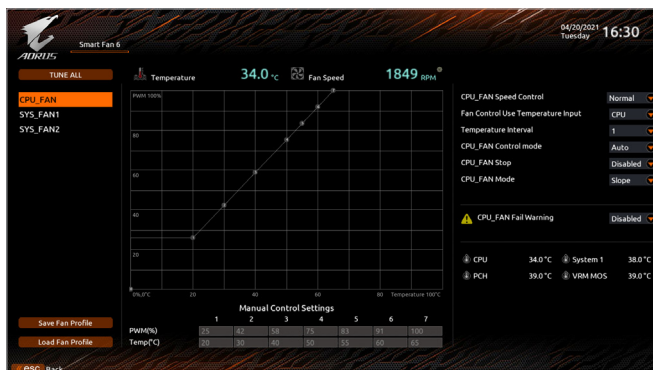 04/20/2021
Tuesday
16:30
Smart Fan 6
AORUS
TUNE ALL
Temperature 34.0 °C Fan Speed 1849 RPM
CPU_FAN
SYS_FAN1
SYS_FAN2
PWM 100%
80
60
40
20
0%,0°C 20 40 60 80 Temperature 100°C
CPU_FAN Speed Control Normal
Fan Control Use Temperature Input CPU
Temperature Interval 1
CPU_FAN Control mode Auto
CPU_FAN Stop Disabled
CPU_FAN Mode Slope
CPU_FAN Fail Warning Disabled
CPU 34.0°C System 1 38.0°C
PCH 39.0°C VRM MOS 39.0°C
Manual Control Settings
1 2 3 4 5 6 7
PWM(%) 25 42 58 75 83 91 100
Temp(°C) 20 30 40 50 55 60 65
Save Fan Profile
Load Fan Profile
esc Back